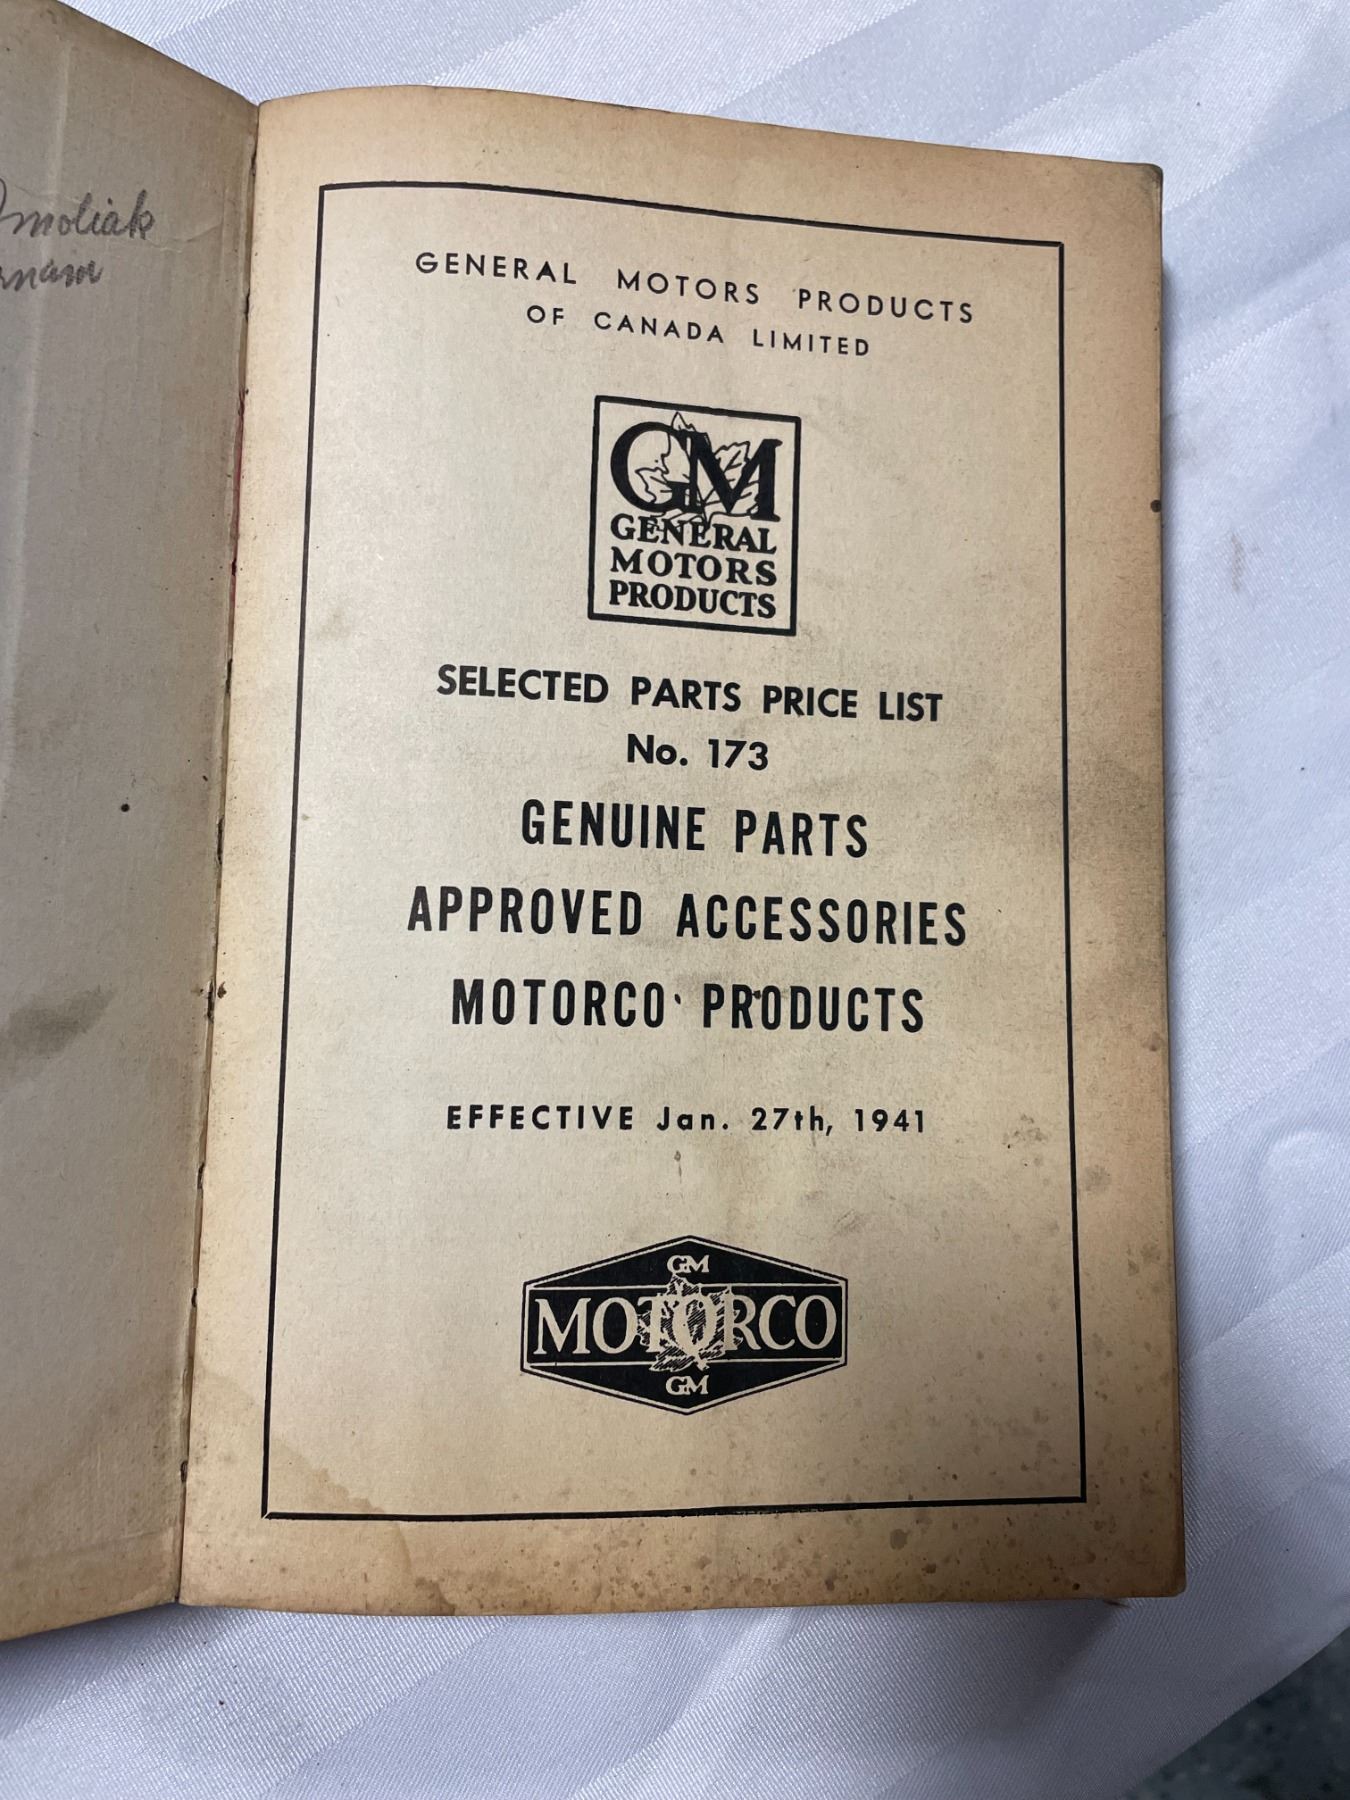 GENERAL MOTORS PRODUCTS
OF CANADA LIMITED
GM
GENERAL
MOTORS
PRODUCTS
SELECTED PARTS PRICE LIST
No. 173
GENUINE PARTS
APPROVED ACCESSORIES
MOTORCO PRODUCTS
EFFECTIVE Jan. 27th, 1941
GM
MOTORCO
GM